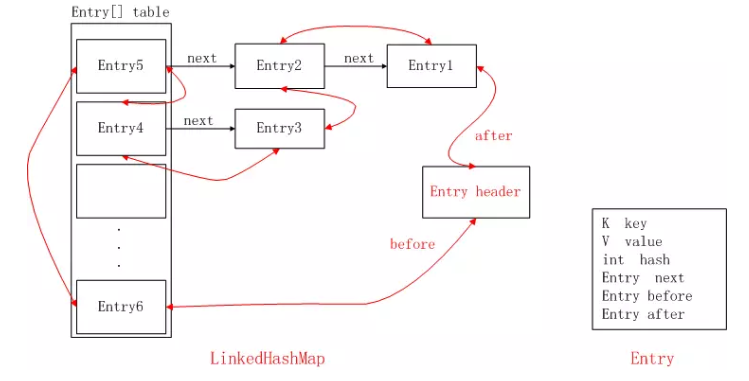 Entry[] table
Entry5
next
Entry2
next
Entry1
Entry4
next
Entry3
after
Entry header
before
Entry6
K key
V value
int hash
Entry next
Entry before
Entry after
LinkedHashMap
Entry